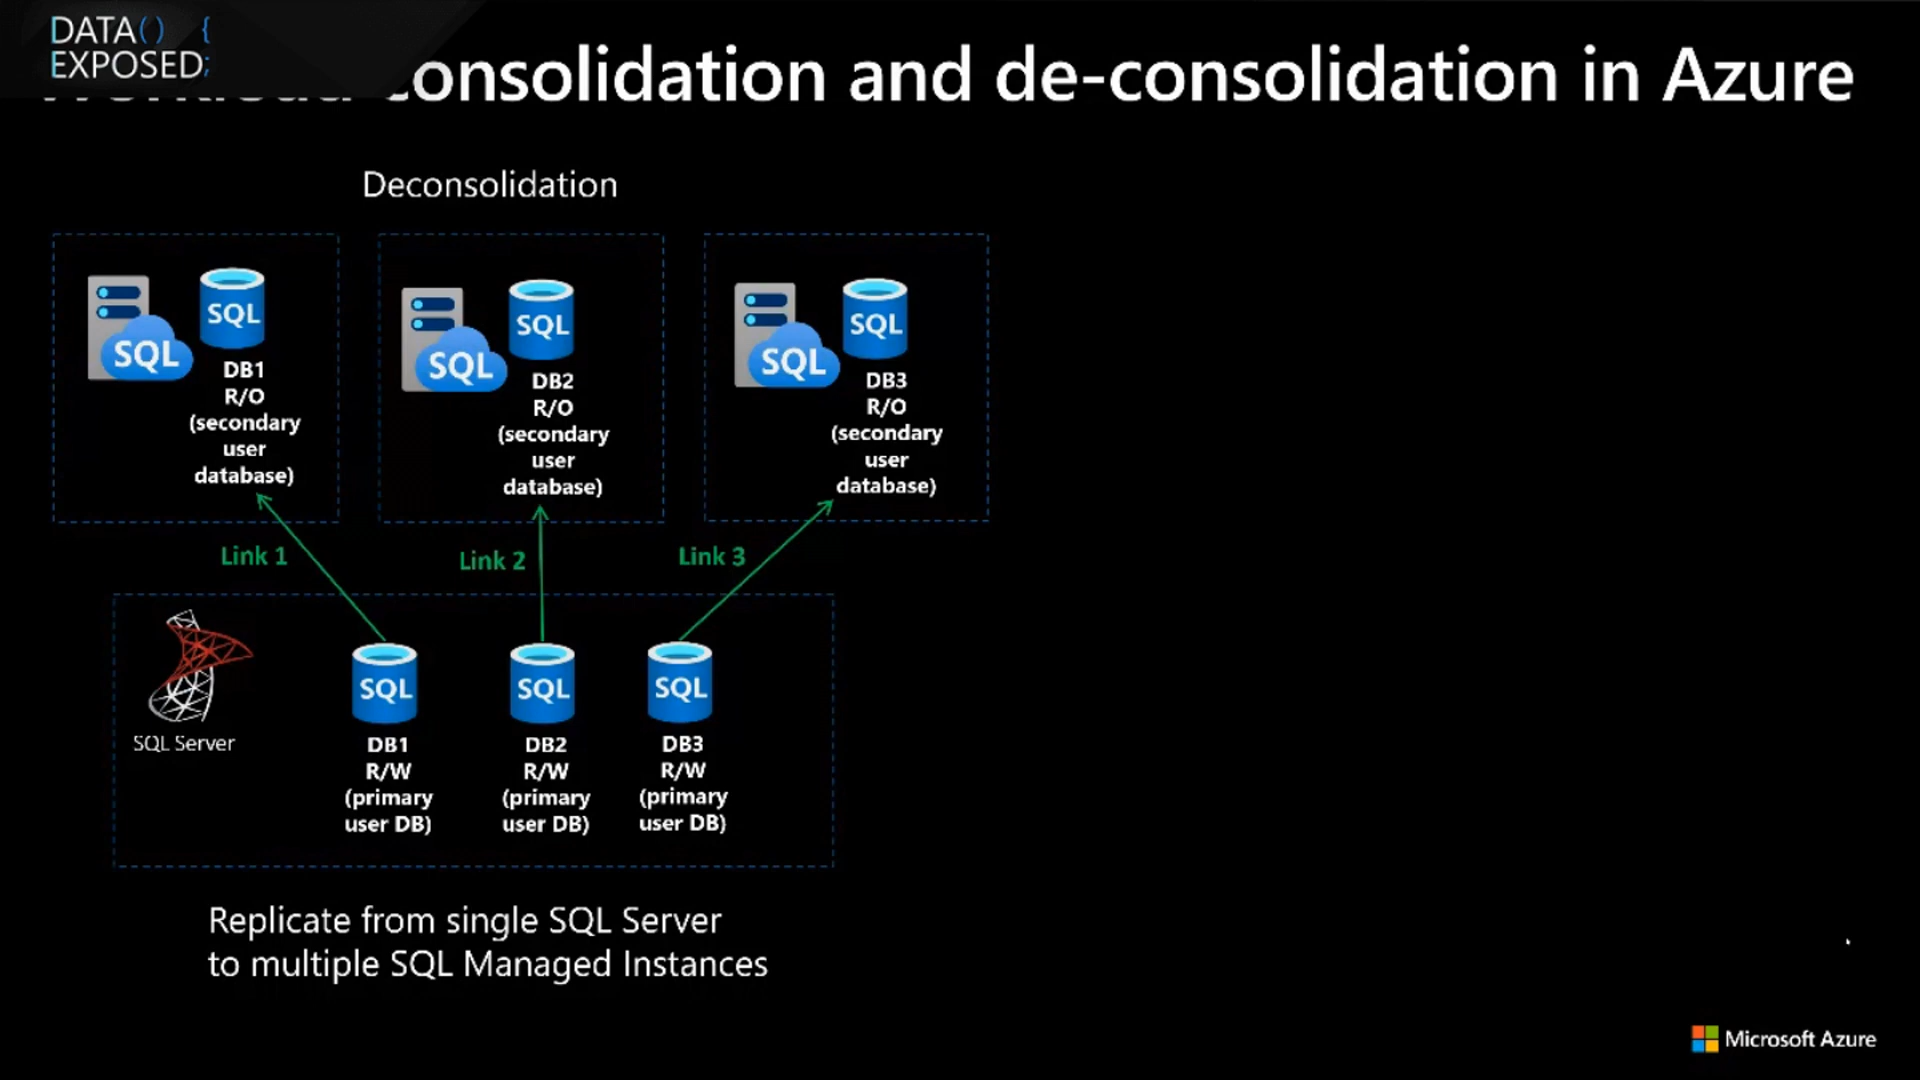 DATA() {
EXPOSED;
Workload consolidation and de-consolidation in Azure
Deconsolidation
SQL
SQL
DB1
R/O
(secondary
user
database)
SQL
SQL
DB2
R/O
(secondary
user
database)
SQL
SQL
DB3
R/O
(secondary
user
database)
Link 1
Link 2
Link 3
SQL Server
SQL
DB1
R/W
(primary
user DB)
SQL
DB2
R/W
(primary
user DB)
SQL
DB3
R/W
(primary
user DB)
Replicate from single SQL Server
to multiple SQL Managed Instances
Microsoft Azure